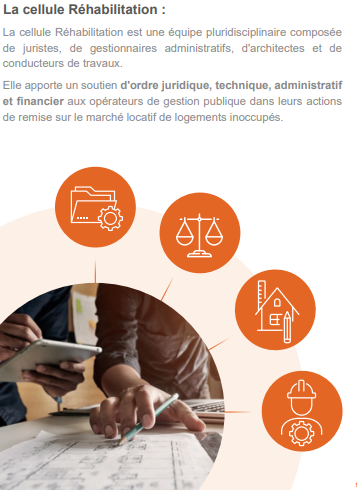 La cellule Réhabilitation :
La cellule Réhabilitation est une équipe pluridisciplinaire composée
de juristes, de gestionnaires administratifs, d'architectes et de
conducteurs de travaux.
Elle apporte un soutien d'ordre juridique, technique, administratif
et financier aux opérateurs de gestion publique dans leurs actions
de remise sur le marché locatif de logements inoccupés.